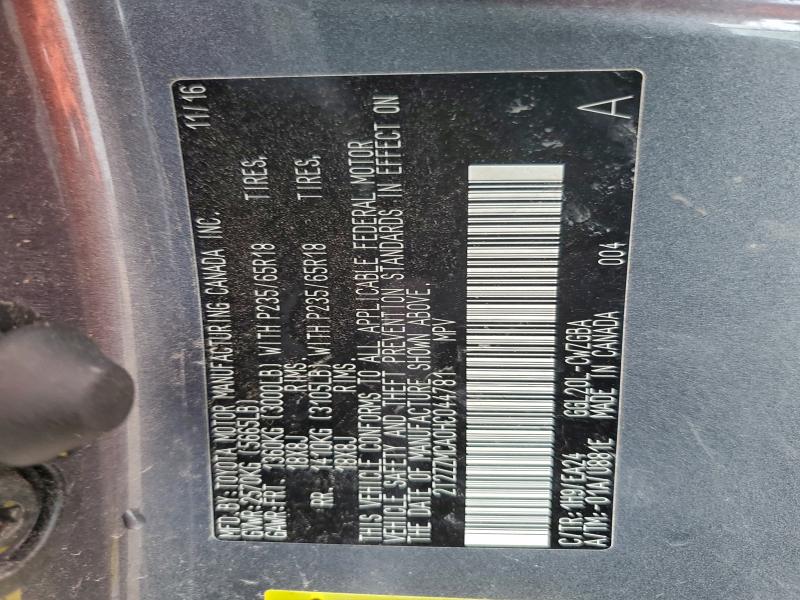 MFD.BY: TOYOTA MOTOR MANUFACTURING CANADA INC. 11/16
GVWR:2570KG (5665LB)
GAWR:FRT 1360KG (3000LB) WITH P235/65R18 TIRES,
18X8J RIMS.
RR. 1410KG (3105LB) WITH P235/65R18 TIRES,
18X8J RIMS.
THIS VEHICLE CONFORMS TO ALL APPLICABLE FEDERAL MOTOR
VEHICLE SAFETY AND THEFT PREVENTION STANDARDS IN EFFECT ON
THE DATE OF MANUFACTURE SHOWN ABOVE.
2T2ZZMCA0HC044781 MPV
C/TR:1H9/EA24 GGL20L-CWZGBA 004 A
A/TM:-01A/U881E MADE IN CANADA